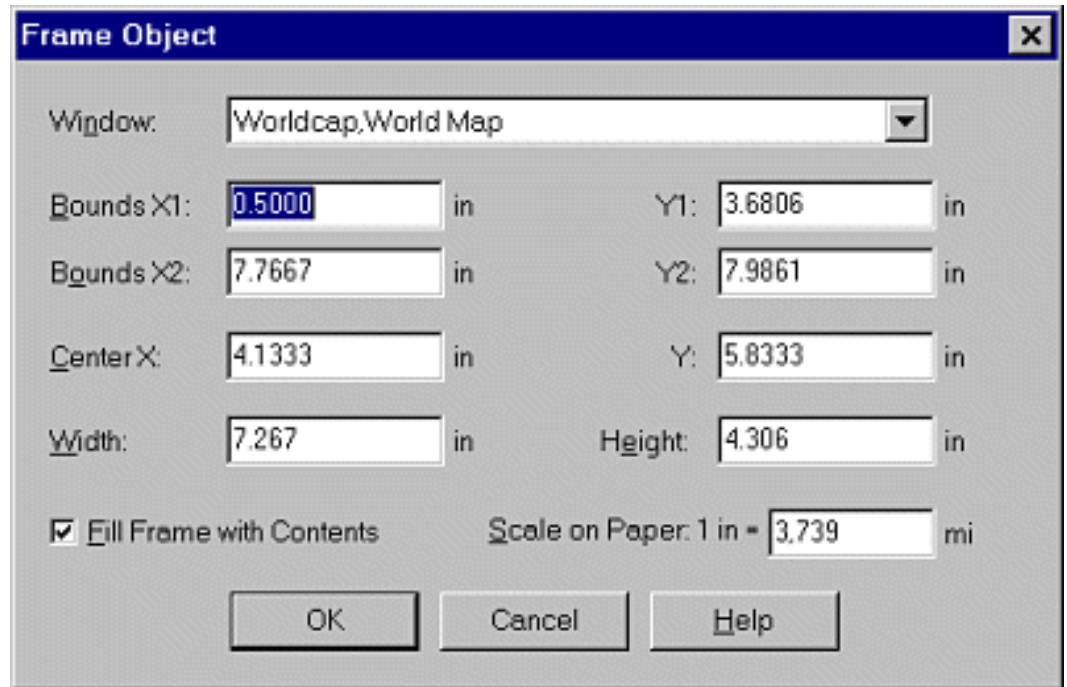 Frame Object
Window: Worldcap,World Map
Bounds X1: 0.5000 in Y1: 3.6806 in
Bounds X2: 7.7667 in Y2: 7.9861 in
Center X: 4.1333 in Y: 5.8333 in
Width: 7.267 in Height: 4.306 in
Fill Frame with Contents Scale on Paper: 1 in = 3,739 mi
OK Cancel Help